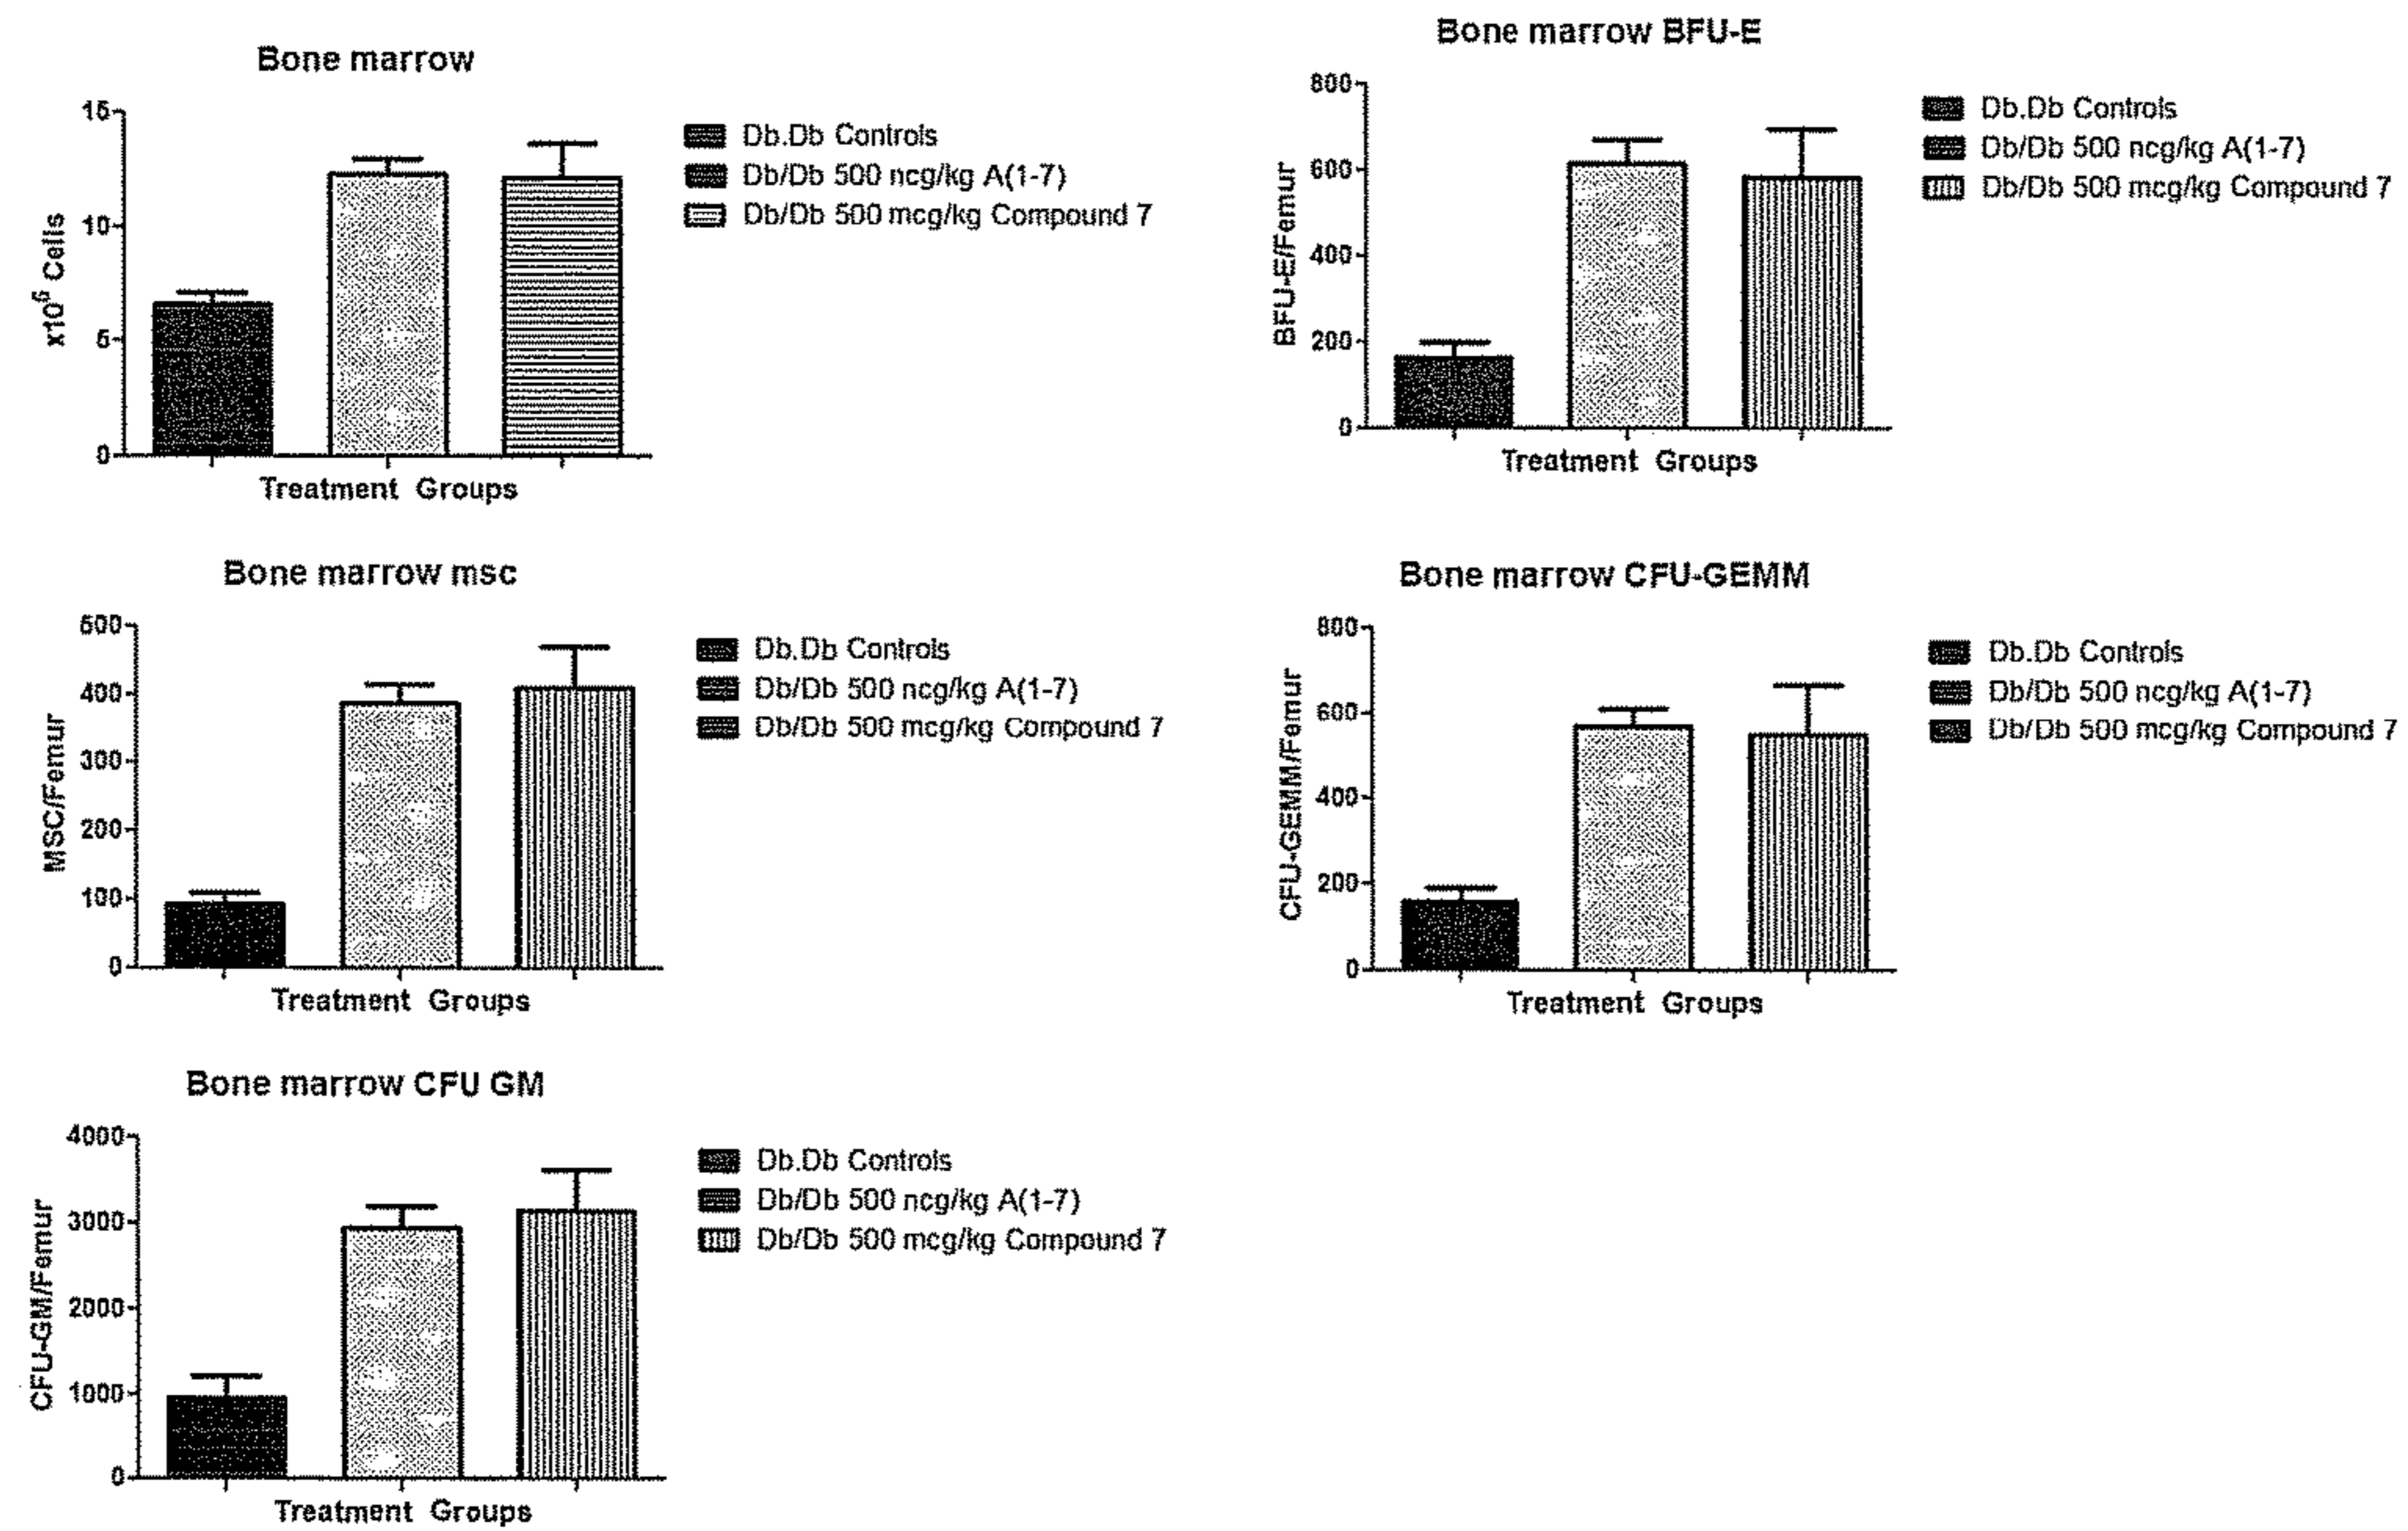 Bone marrow
15
10
5
0
x10⁶ Cells
Treatment Groups
Db.Db Controls
Db/Db 500 ncg/kg A(1-7)
Db/Db 500 mcg/kg Compound 7
Bone marrow BFU-E
800
600
400
200
0
BFU-E/Femur
Treatment Groups
Db.Db Controls
Db/Db 500 ncg/kg A(1-7)
Db/Db 500 mcg/kg Compound 7
Bone marrow msc
500
400
300
200
100
0
MSC/Femur
Treatment Groups
Db.Db Controls
Db/Db 500 ncg/kg A(1-7)
Db/Db 500 mcg/kg Compound 7
Bone marrow CFU-GEMM
800
600
400
200
0
CFU-GEMM/Femur
Treatment Groups
Db.Db Controls
Db/Db 500 ncg/kg A(1-7)
Db/Db 500 mcg/kg Compound 7
Bone marrow CFU GM
4000
3000
2000
1000
0
CFU-GM/Femur
Treatment Groups
Db.Db Controls
Db/Db 500 ncg/kg A(1-7)
Db/Db 500 mcg/kg Compound 7